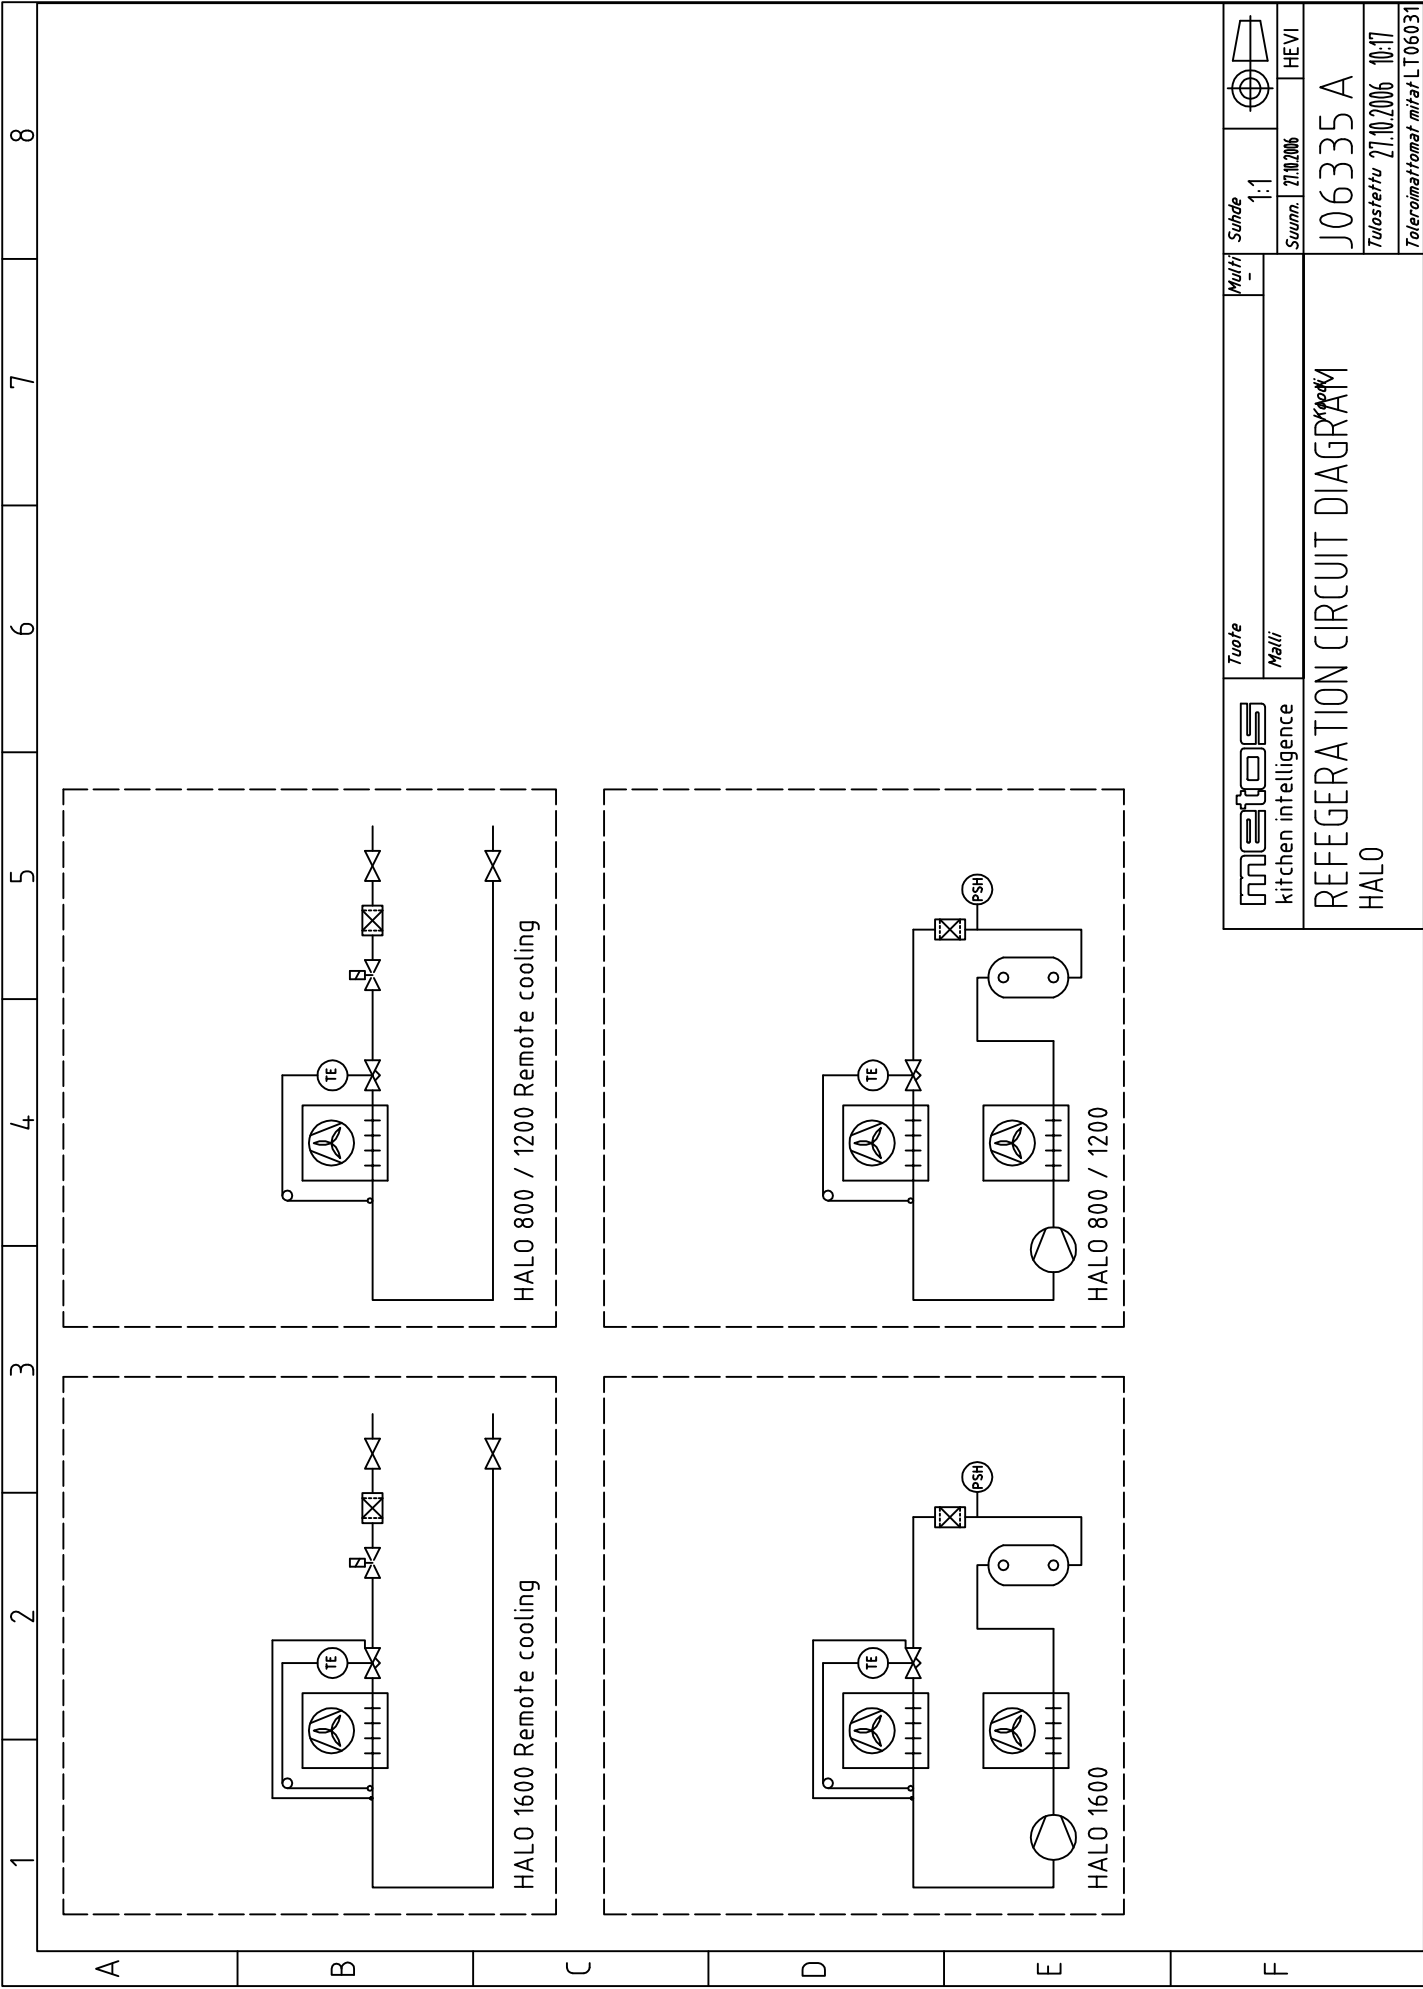 1 2 3 4 5 6 7 8
A
B
C
D
E
F
TE
HALO 1600 Remote cooling
TE
HALO 800 / 1200 Remote cooling
TE
PSH
HALO 1600
TE
PSH
HALO 800 / 1200
metos
kitchen intelligence
Tuote
Malli
Multi
-
Suhde
1:1
Suunn. 27.10.2006 HEVI
REFEGERATION CIRCUIT DIAGRAM
HALO
Koodi
J06335 A
Tulostettu 27.10.2006 10:17
Toleroimattomat mitat LT06031